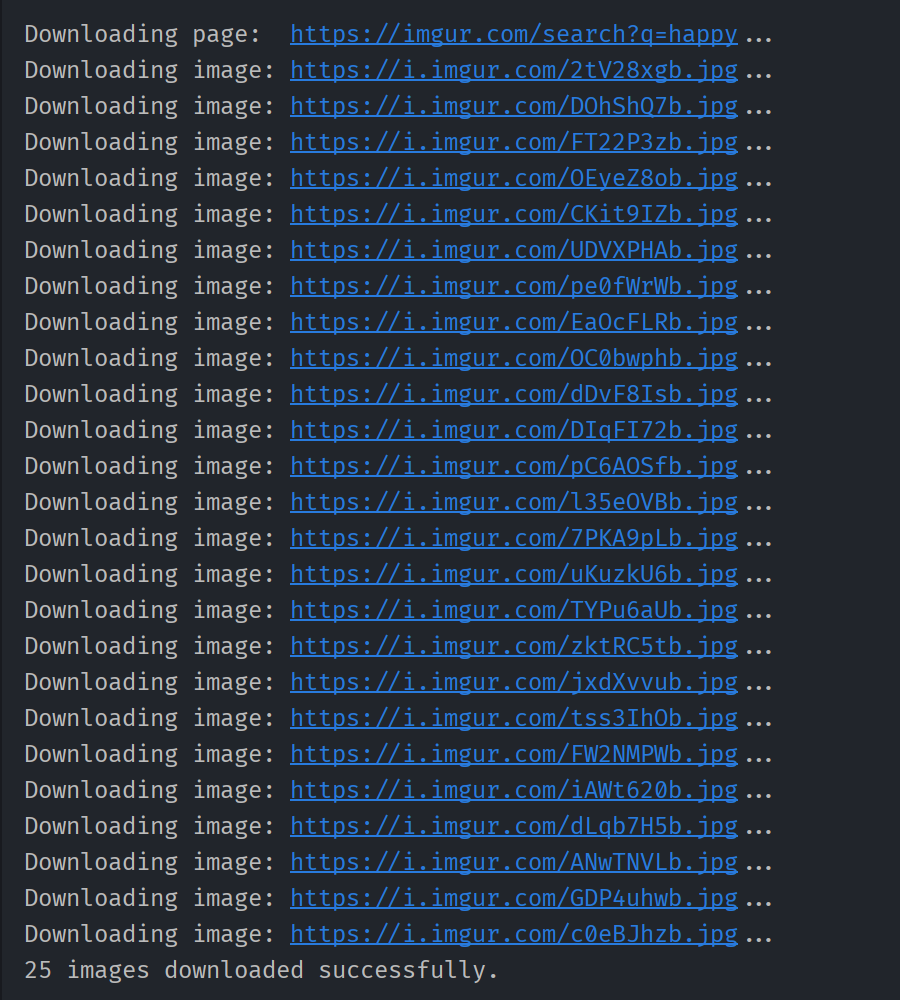 Downloading page:  https://imgur.com/search?q=happy...
Downloading image: https://i.imgur.com/2tV28xgb.jpg...
Downloading image: https://i.imgur.com/DOhShQ7b.jpg...
Downloading image: https://i.imgur.com/FT22P3zb.jpg...
Downloading image: https://i.imgur.com/OEyeZ8ob.jpg...
Downloading image: https://i.imgur.com/CKit9IZb.jpg...
Downloading image: https://i.imgur.com/UDVXPHAb.jpg...
Downloading image: https://i.imgur.com/pe0fWrWb.jpg...
Downloading image: https://i.imgur.com/EaOcFLRb.jpg...
Downloading image: https://i.imgur.com/OC0bwphb.jpg...
Downloading image: https://i.imgur.com/dDvF8Isb.jpg...
Downloading image: https://i.imgur.com/DIqFI72b.jpg...
Downloading image: https://i.imgur.com/pC6AOSfb.jpg...
Downloading image: https://i.imgur.com/l35eOVBb.jpg...
Downloading image: https://i.imgur.com/7PKA9pLb.jpg...
Downloading image: https://i.imgur.com/uKuzkU6b.jpg...
Downloading image: https://i.imgur.com/TYPu6aUb.jpg...
Downloading image: https://i.imgur.com/zktRC5tb.jpg...
Downloading image: https://i.imgur.com/jxdXvvub.jpg...
Downloading image: https://i.imgur.com/tss3IhOb.jpg...
Downloading image: https://i.imgur.com/FW2NMPWb.jpg...
Downloading image: https://i.imgur.com/iAWt620b.jpg...
Downloading image: https://i.imgur.com/dLqb7H5b.jpg...
Downloading image: https://i.imgur.com/ANwTNVLb.jpg...
Downloading image: https://i.imgur.com/GDP4uhwb.jpg...
Downloading image: https://i.imgur.com/c0eBJhzb.jpg...
25 images downloaded successfully.